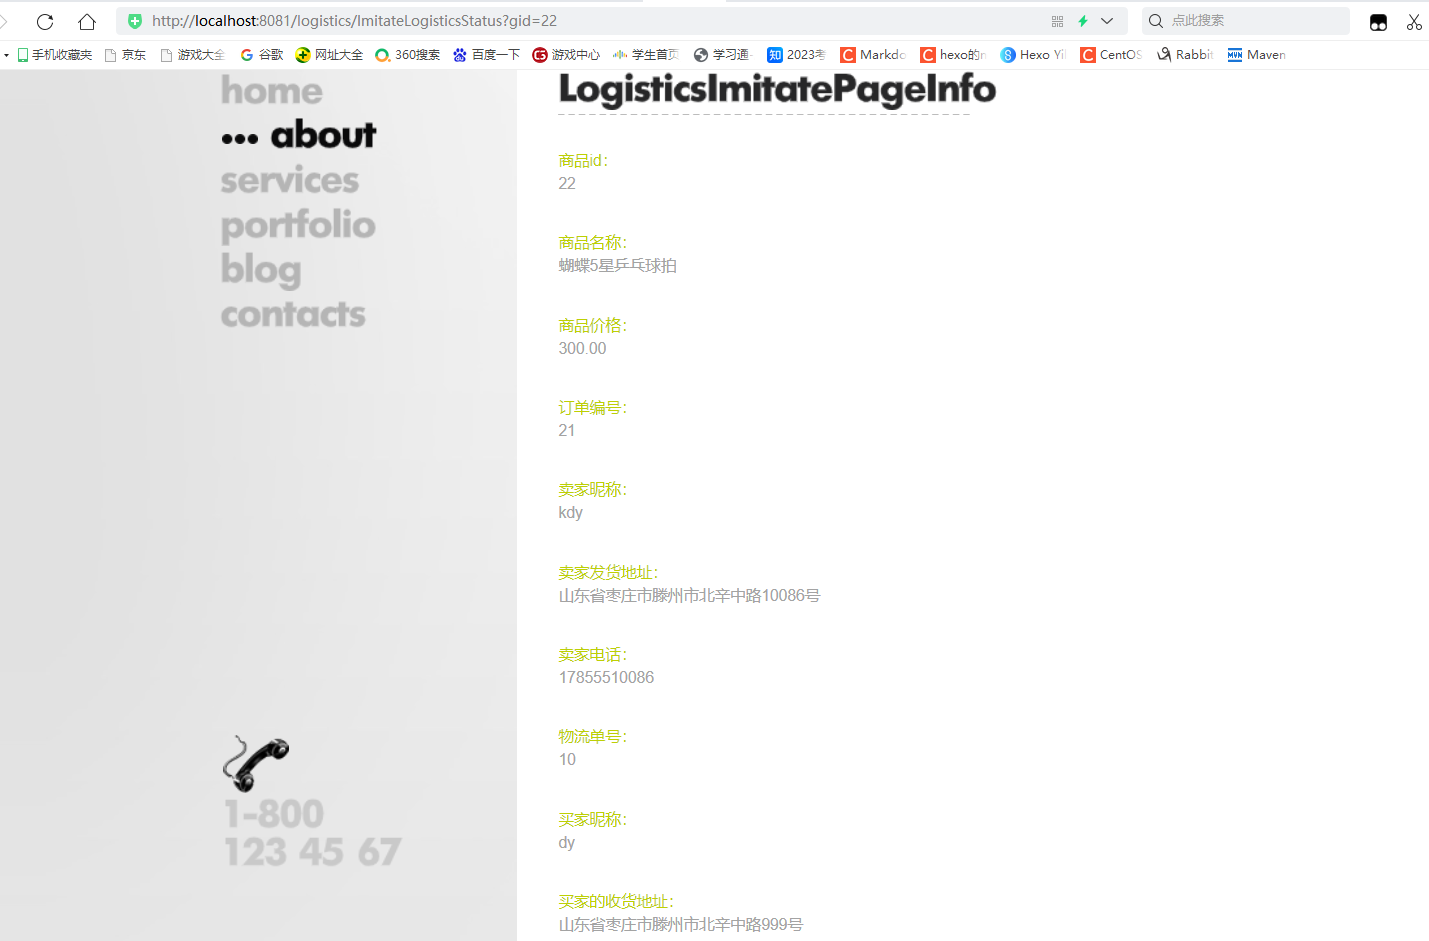 http://localhost:8081/logistics/ImitateLogisticsStatus?gid=22
点此搜索
手机收藏夹 京东 游戏大全 谷歌 网址大全 360搜索 百度一下 游戏中心 学生首页 学习通 2023考 Markdo hexo的n Hexo Yil CentOS Rabbit Maven
home
••• about
services
portfolio
blog
contacts
1-800
123 45 67
LogisticsImitatePageInfo
商品id：
22
商品名称：
蝴蝶5星乒乓球拍
商品价格：
300.00
订单编号：
21
卖家昵称：
kdy
卖家发货地址：
山东省枣庄市滕州市北辛中路10086号
卖家电话：
17855510086
物流单号：
10
买家昵称：
dy
买家的收货地址：
山东省枣庄市滕州市北辛中路999号